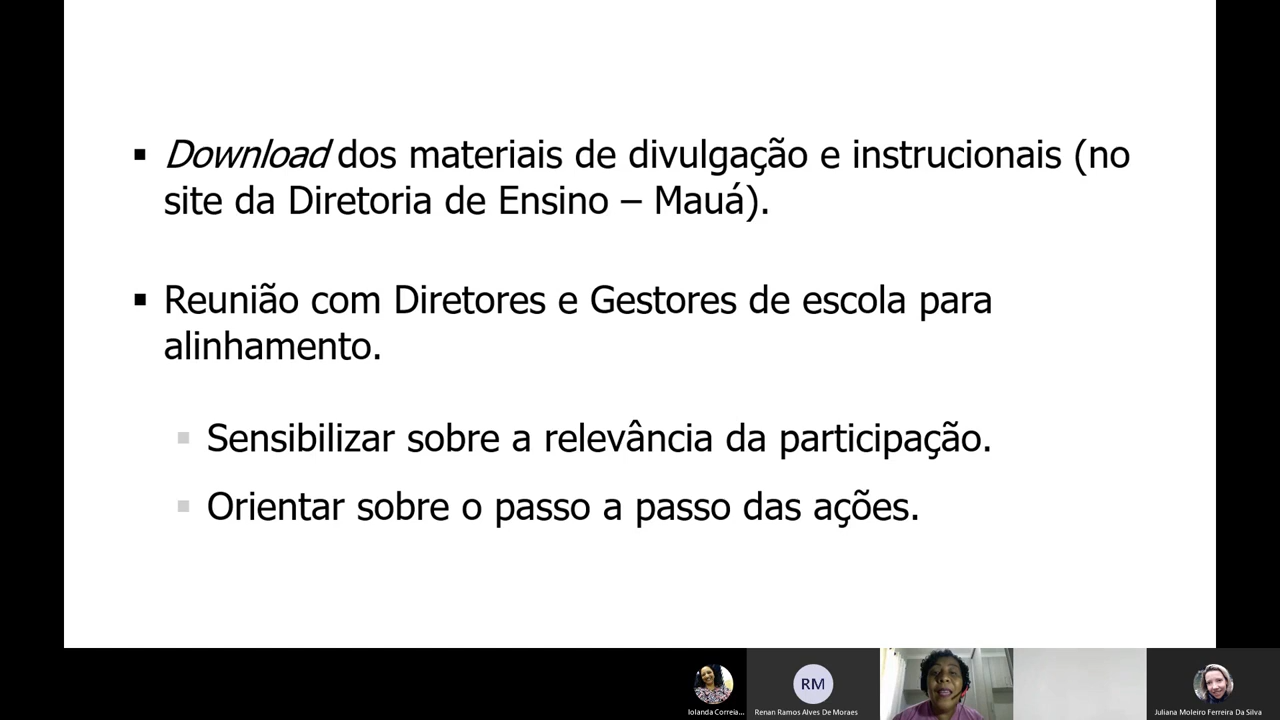 Download dos materiais de divulgação e instrucionais (no
site da Diretoria de Ensino – Mauá).
Reunião com Diretores e Gestores de escola para
alinhamento.
Sensibilizar sobre a relevância da participação.
Orientar sobre o passo a passo das ações.
RM
Iolanda Correia...
Renan Ramos Alves De Moraes
Juliana Moleiro Ferreira Da Silva